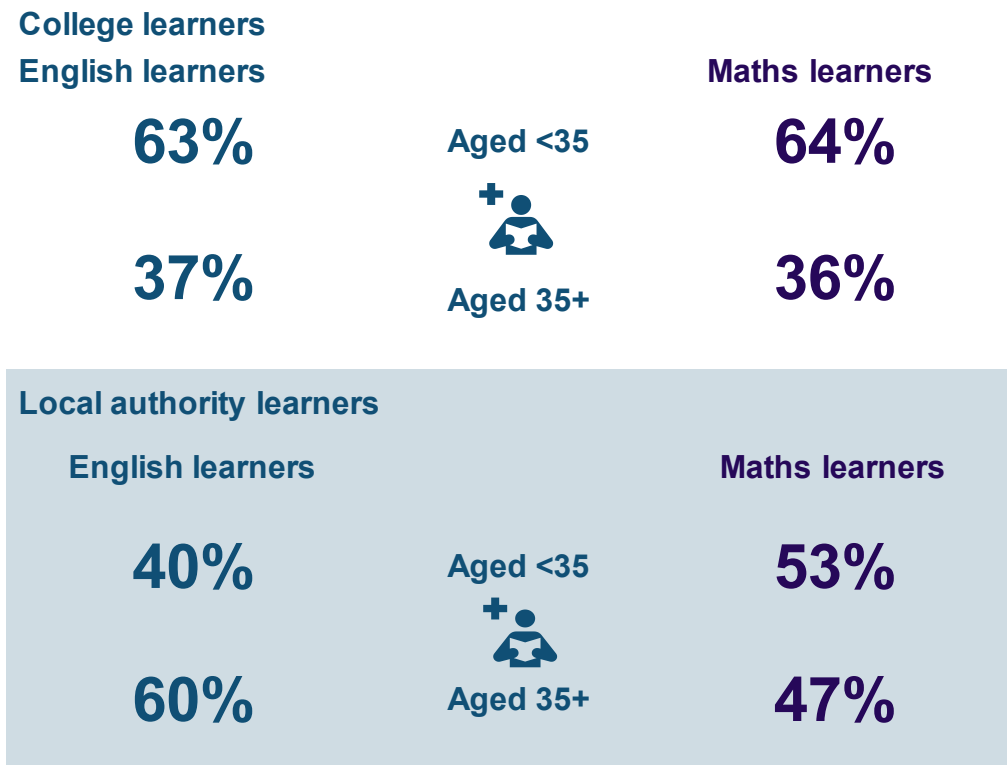 College learners
English learners
Maths learners
63%
Aged <35
64%
37%
Aged 35+
36%
Local authority learners
English learners
Maths learners
40%
Aged <35
53%
60%
Aged 35+
47%